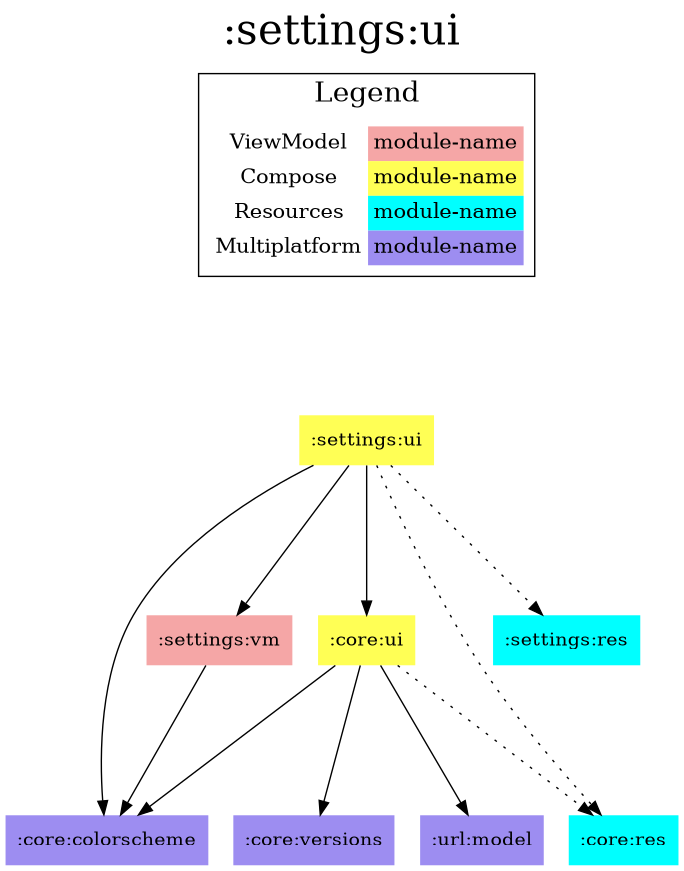 :settings:ui
Legend
ViewModel module-name
Compose module-name
Resources module-name
Multiplatform module-name
:settings:ui
:settings:vm :core:ui :settings:res
:core:colorscheme :core:versions :url:model :core:res